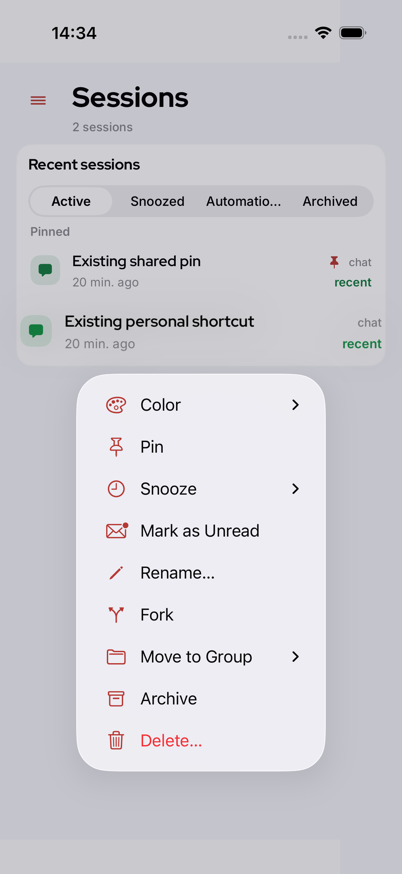 14:34
Sessions
2 sessions
Recent sessions
Active Snoozed Automatio... Archived
Pinned
Existing shared pin chat
20 min. ago recent
Existing personal shortcut chat
20 min. ago recent
Color
Pin
Snooze
Mark as Unread
Rename...
Fork
Move to Group
Archive
Delete...